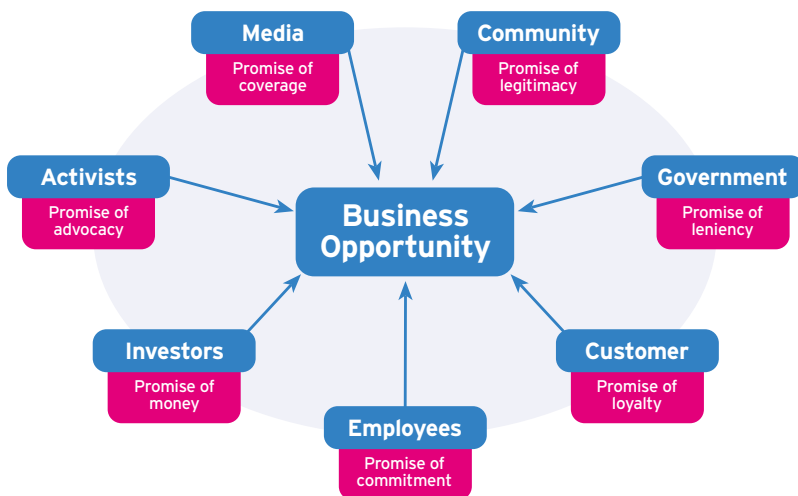 Media
Promise of
coverage
Community
Promise of
legitimacy
Activists
Promise of
advocacy
Business
Opportunity
Government
Promise of
leniency
Investors
Promise of
money
Customer
Promise of
loyalty
Employees
Promise of
commitment